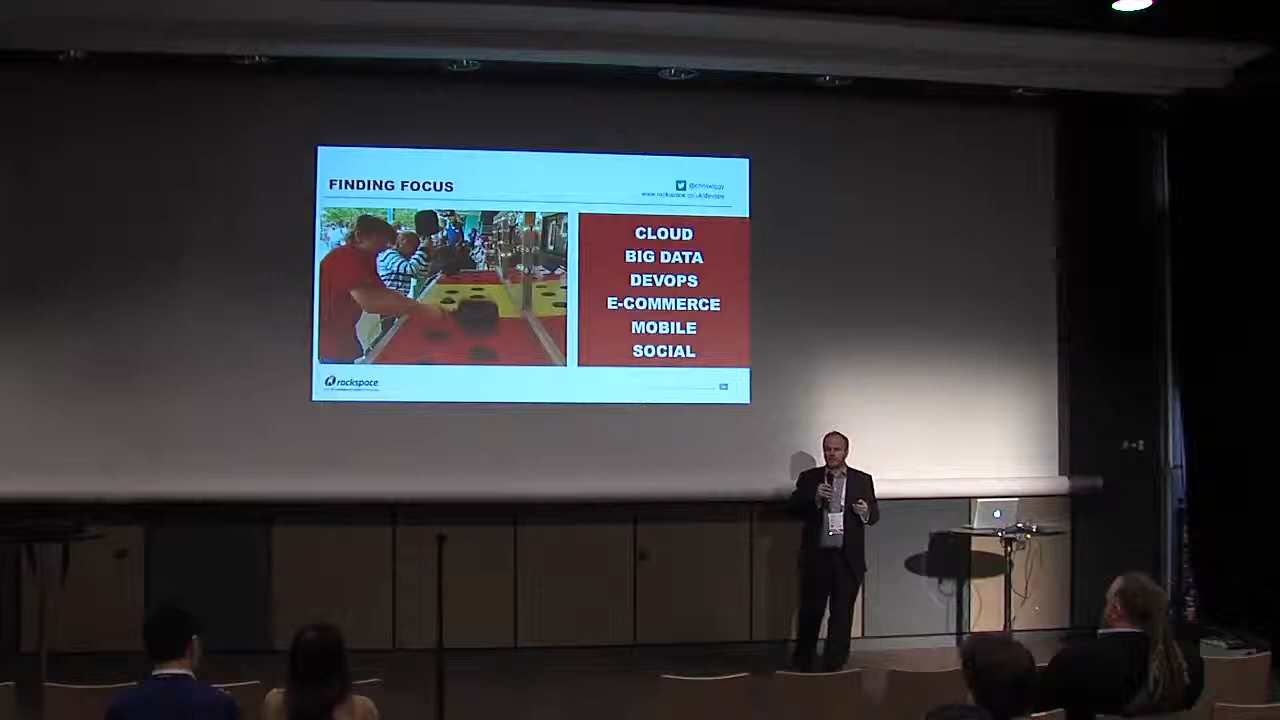 FINDING FOCUS
CLOUD
BIG DATA
DEVOPS
E-COMMERCE
MOBILE
SOCIAL
rackspace